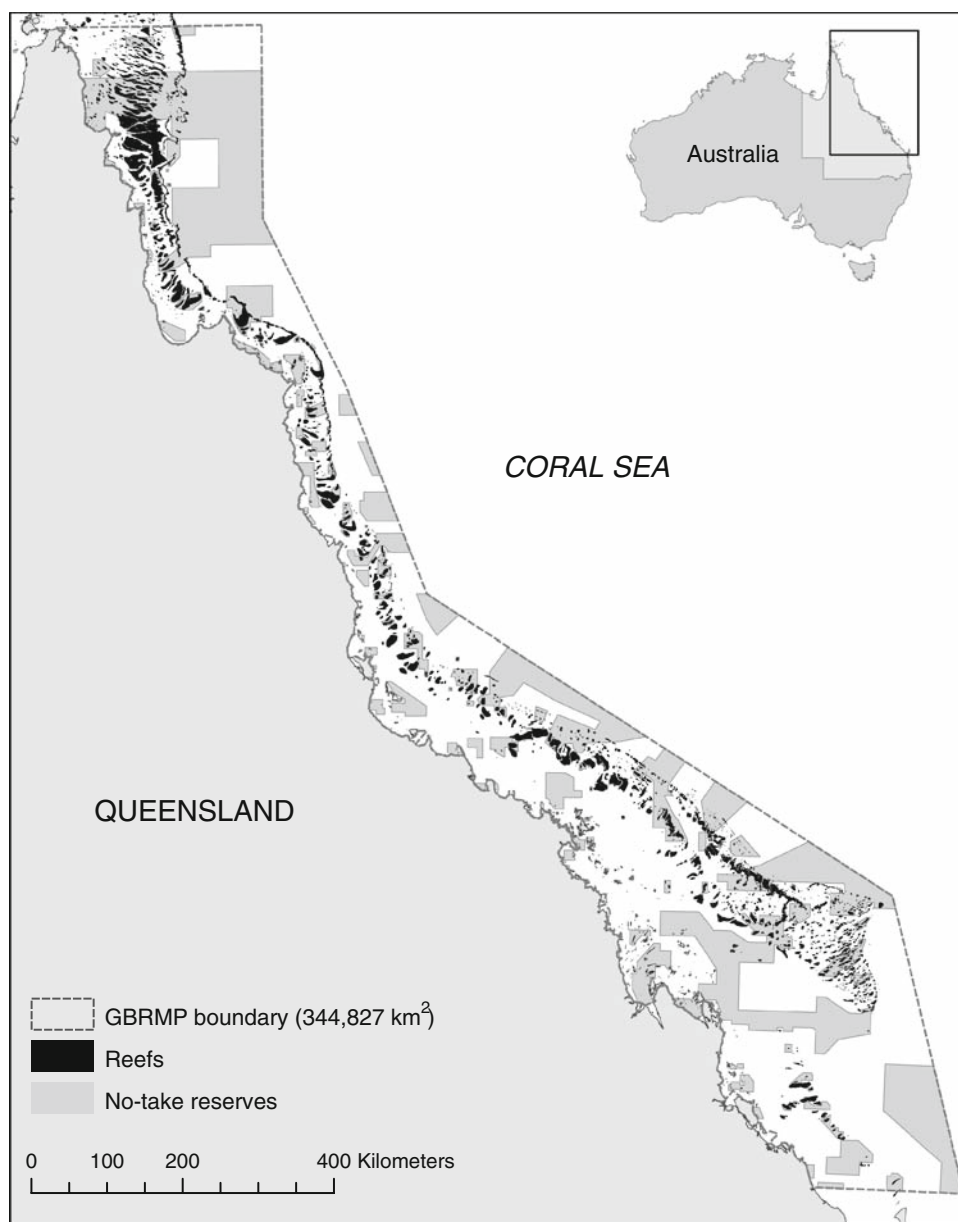 Australia
CORAL SEA
QUEENSLAND
GBRMP boundary (344,827 km²)
Reefs
No-take reserves
0 100 200 400 Kilometers